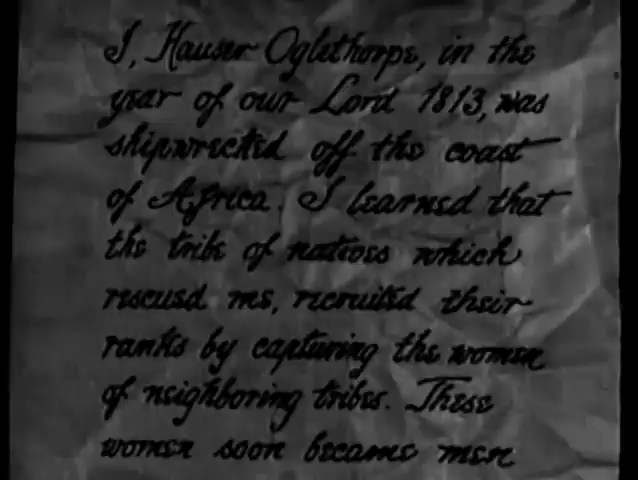 I, Hauser Oglethorpe, in the
year of our Lord 1813, was
shipwrecked off the coast
of Africa. I learned that
the tribe of natives which
rescued me, recruited their
ranks by capturing the women
of neighboring tribes. These
women soon became men